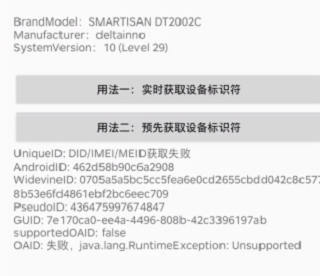 BrandModel: SMARTISAN DT2002C
Manufacturer: deltainno
SystemVersion: 10 (Level 29)
用法一：实时获取设备标识符
用法二：预先获取设备标识符
UniqueID: DID/IMEI/MEID获取失败
AndroidID: 462d58b90c6a2908
WidevineID: 0705a5a5bc5cc5fea6e0cd2655cbdd042c8c577
8b53e6fd4861ebf2bc6eec709
PseudoID: 436475997674847
GUID: 7e170ca0-ee4a-4496-808b-42c3396197ab
supportedOAID: false
OAID: 失败，java.lang.RuntimeException: Unsupported